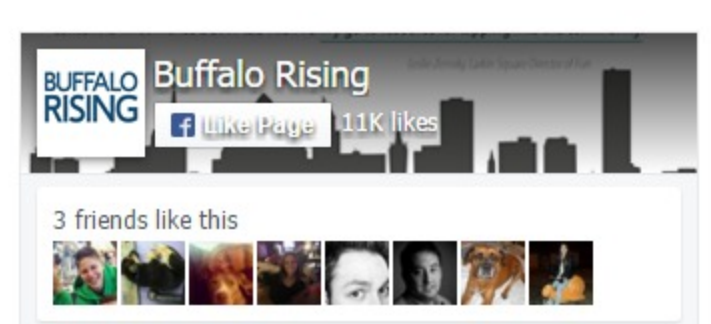 BUFFALO
RISING
Buffalo Rising
Like Page
11K likes
3 friends like this